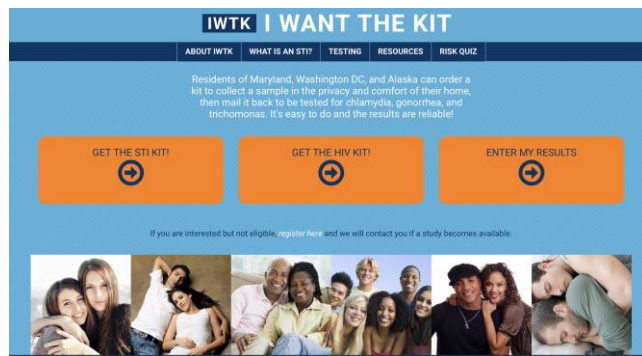 IWTK I WANT THE KIT
ABOUT IWTK WHAT IS AN STI? TESTING RESOURCES RISK QUIZ
Residents of Maryland, Washington DC, and Alaska can order a
kit to collect a sample in the privacy and comfort of their home,
then mail it back to be tested for chlamydia, gonorrhea, and
trichomonas. It's easy to do and the results are reliable!
GET THE STI KIT! GET THE HIV KIT! ENTER MY RESULTS
If you are interested but not eligible, register here and we will contact you if a study becomes available.